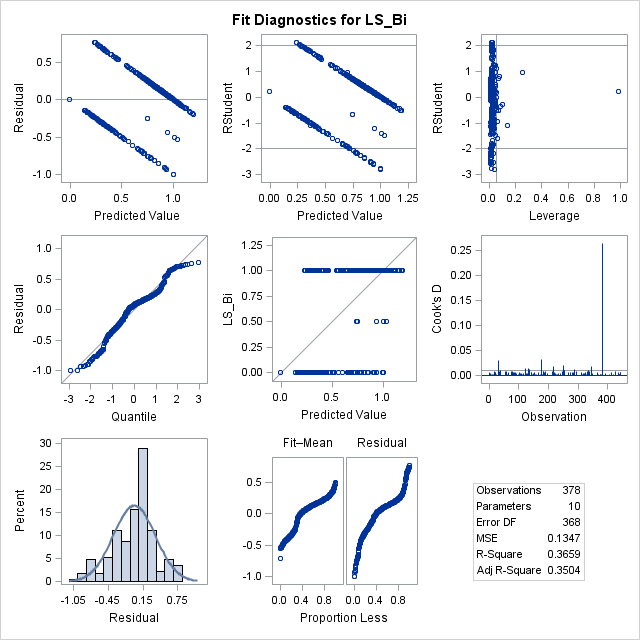 Fit Diagnostics for LS_Bi
Residual
0.5
0.0
-0.5
-1.0
0.0 0.5 1.0
Predicted Value
RStudent
2
1
0
-1
-2
-3
0.00 0.25 0.50 0.75 1.00 1.25
Predicted Value
RStudent
2
1
0
-1
-2
-3
0.0 0.2 0.4 0.6 0.8 1.0
Leverage
Residual
1.0
0.5
0.0
-0.5
-1.0
-3 -2 -1 0 1 2 3
Quantile
LS_Bi
1.25
1.00
0.75
0.50
0.25
0.00
0.0 0.5 1.0
Predicted Value
Cook's D
0.25
0.20
0.15
0.10
0.05
0.00
0 100 200 300 400
Observation
Percent
30
25
20
15
10
5
0
-1.05 -0.45 0.15 0.75
Residual
Fit–Mean Residual
1.0
0.5
0.0
-0.5
-1.0
0.0 0.4 0.8 0.0 0.4 0.8
Proportion Less
Observations 378
Parameters 10
Error DF 368
MSE 0.1347
R-Square 0.3659
Adj R-Square 0.3504